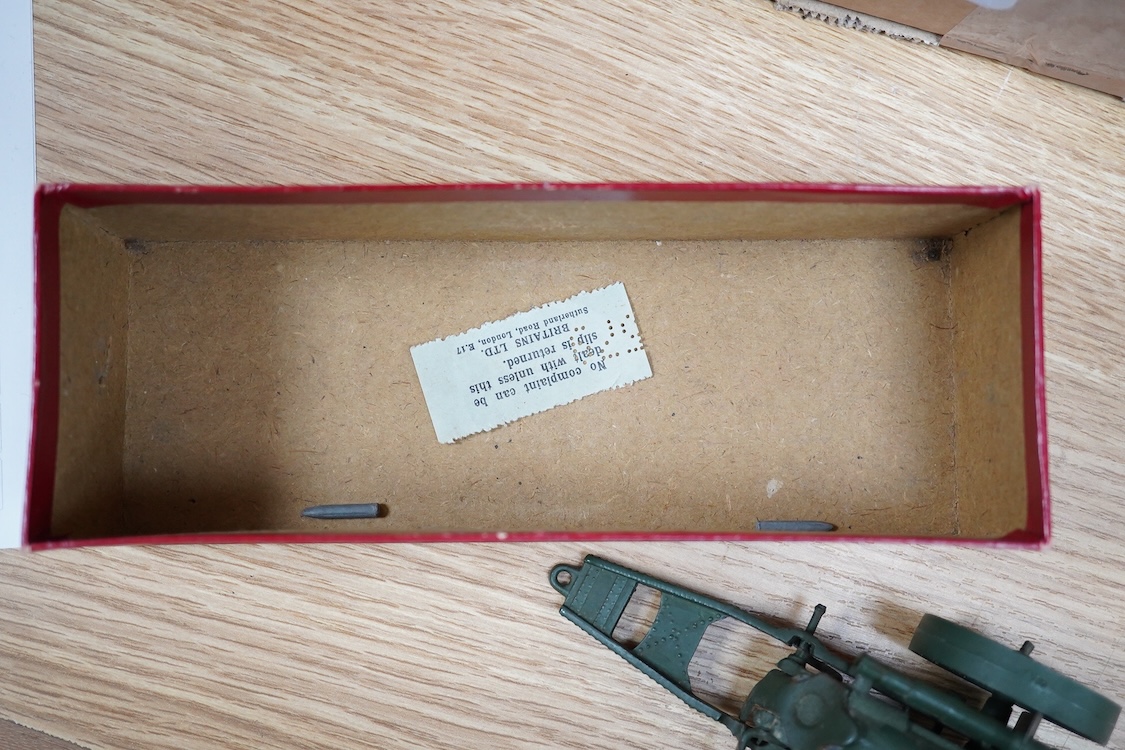 No complaint can be
dealt with unless this
slip is returned.
BRITAINS LTD.
Sutherland Road, London, E.17